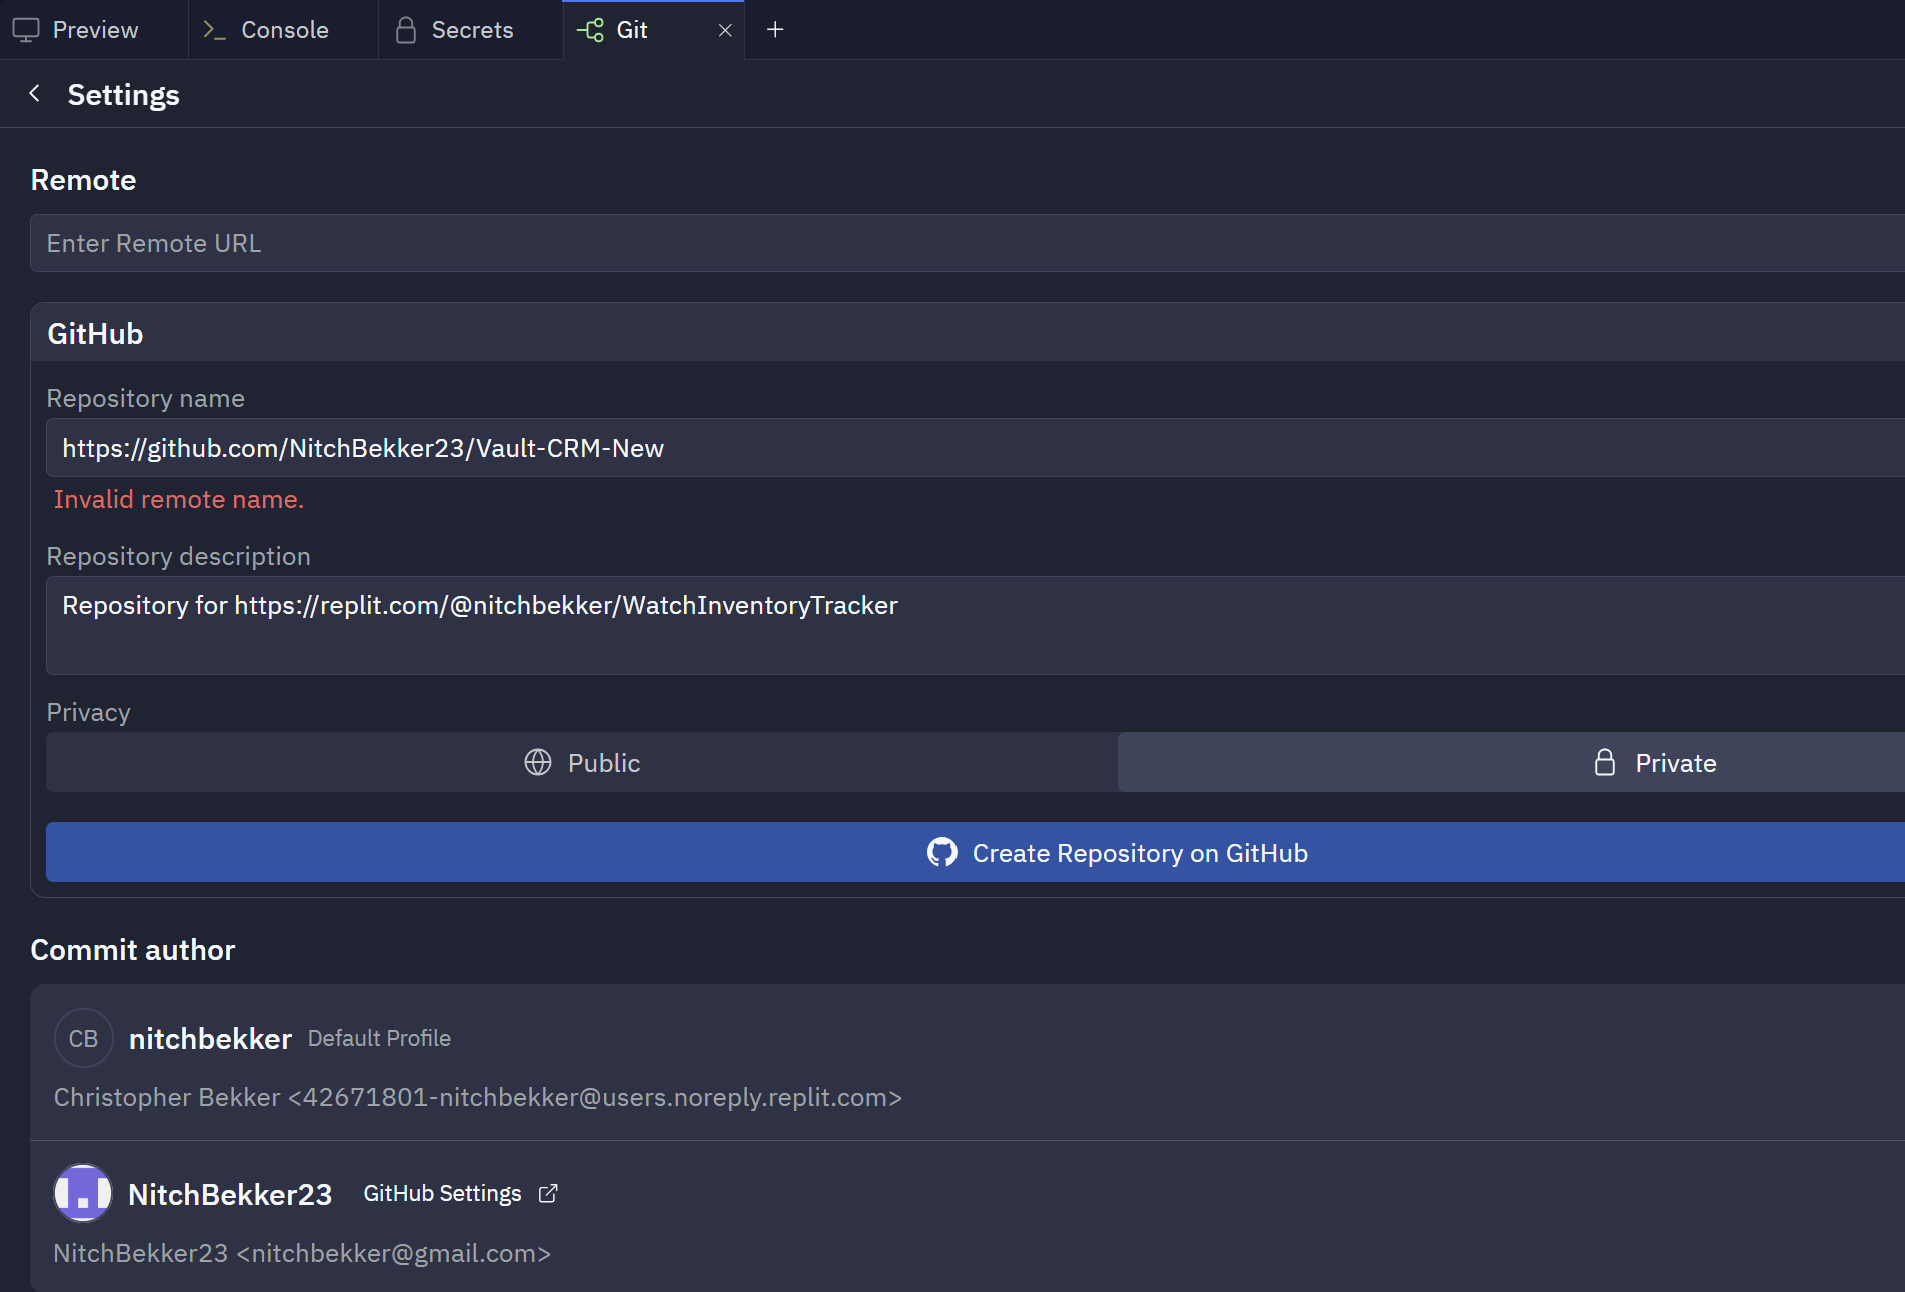 Preview Console Secrets Git
Settings
Remote
Enter Remote URL
GitHub
Repository name
https://github.com/NitchBekker23/Vault-CRM-New
Invalid remote name.
Repository description
Repository for https://replit.com/@nitchbekker/WatchInventoryTracker
Privacy
Public Private
Create Repository on GitHub
Commit author
CB nitchbekker Default Profile
Christopher Bekker <42671801-nitchbekker@users.noreply.replit.com>
NitchBekker23 GitHub Settings
NitchBekker23 <nitchbekker@gmail.com>